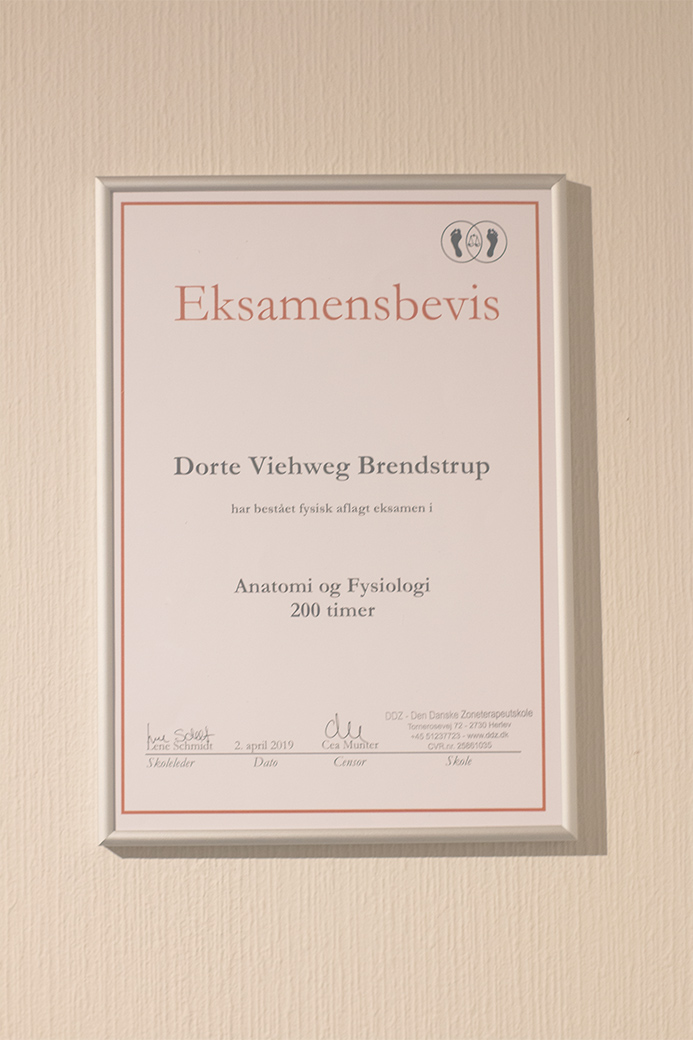 Eksamensbevis
Dorte Viehweg Brendstrup
har bestået fysisk aflagt eksamen i
Anatomi og Fysiologi
200 timer
DDZ - Den Danske Zoneterapeutskole
Tornerosevej 72 - 2730 Herlev
+45 51237723 - www.ddz.dk
CVR.nr. 25861035
Lene Schmidt 2. april 2019 Cea Munter
Skoleleder Dato Censor Skole